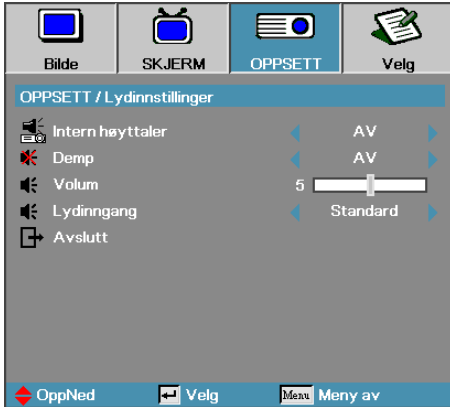 Bilde SKJERM OPPSETT Velg
OPPSETT / Lydinnstillinger
Intern høyttaler AV
Demp AV
Volum 5
Lydinngang Standard
Avslutt
OppNed Velg Menu Meny av